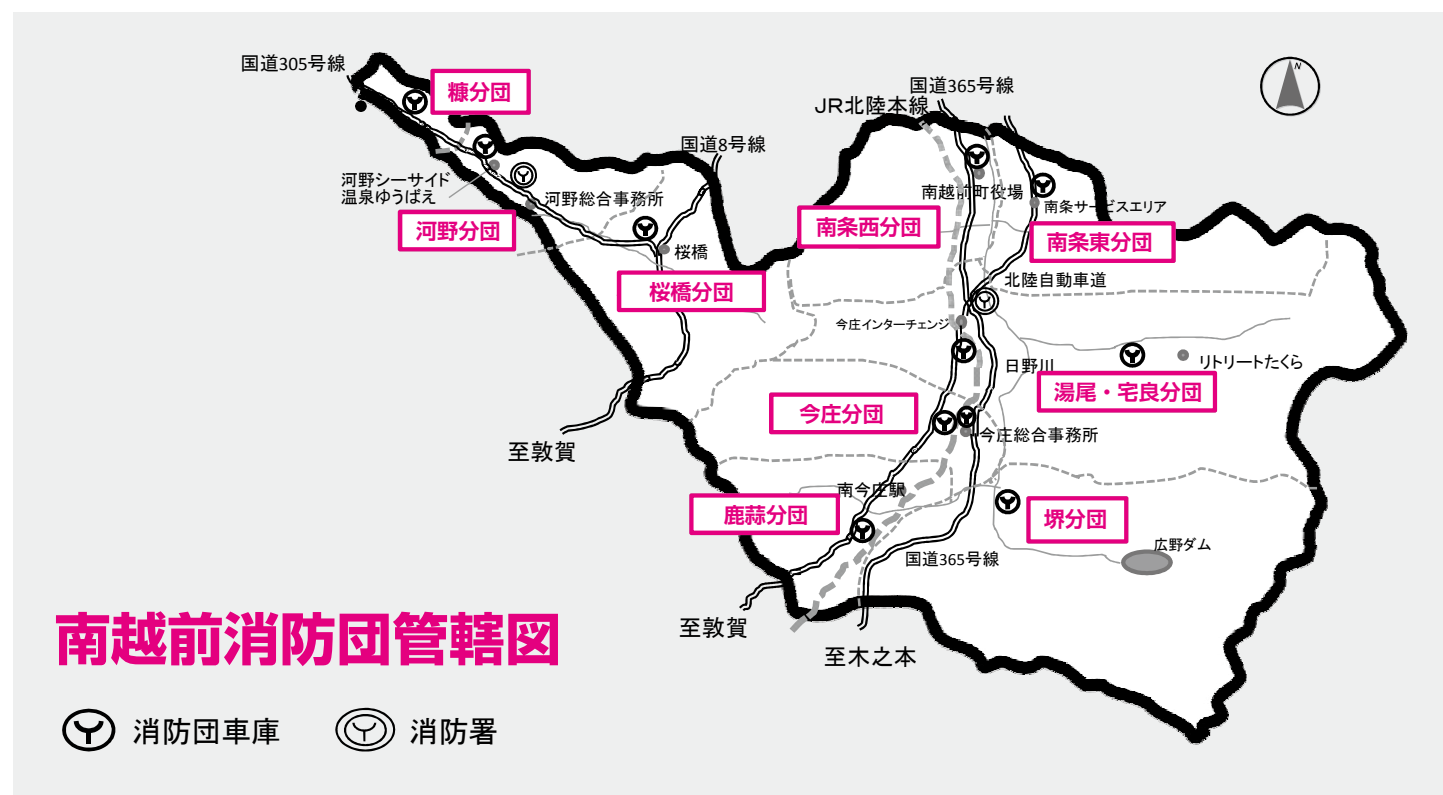 国道305号線
糠分団
国道8号線
河野シーサイド
温泉ゆうばえ
河野総合事務所
河野分団
桜橋
桜橋分団
至敦賀
国道365号線
JR北陸本線
N
南越前町役場
南条サービスエリア
南条西分団
南条東分団
北陸自動車道
今庄インターチェンジ
日野川
リトリートたくら
湯尾・宅良分団
今庄分団
今庄総合事務所
南今庄駅
鹿蒜分団
堺分団
広野ダム
国道365号線
至敦賀
至木之本
南越前消防団管轄図
消防団車庫
消防署